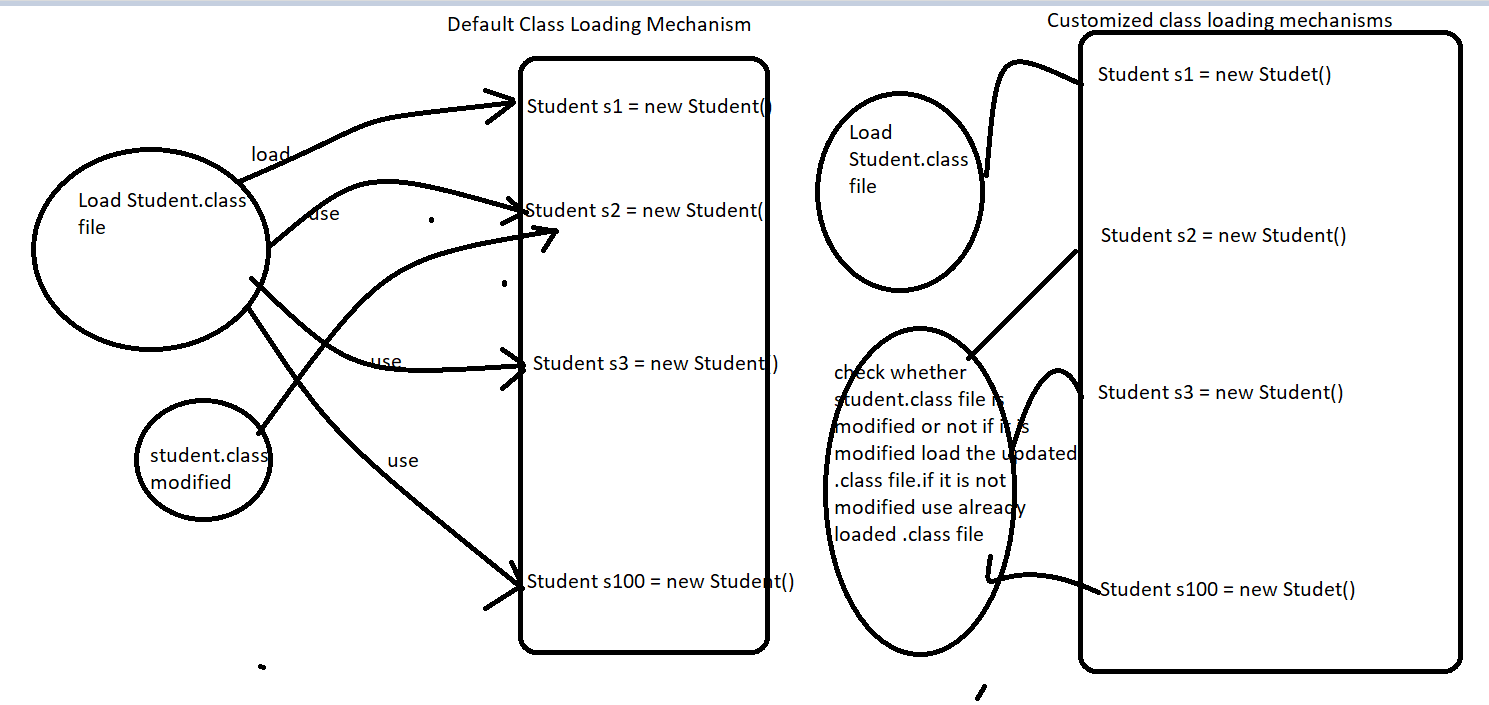 Default Class Loading Mechanism
Student s1 = new Student()
load
Load Student.class
file
use
Student s2 = new Student(
use
Student s3 = new Student()
student.class
modified
use
Student s100 = new Student()
Customized class loading mechanisms
Student s1 = new Studet()
Load
Student.class
file
Student s2 = new Student()
check whether
student.class file is
modified or not if it is
modified load the updated
.class file.if it is not
modified use already
loaded .class file
Student s3 = new Student()
Student s100 = new Studet()